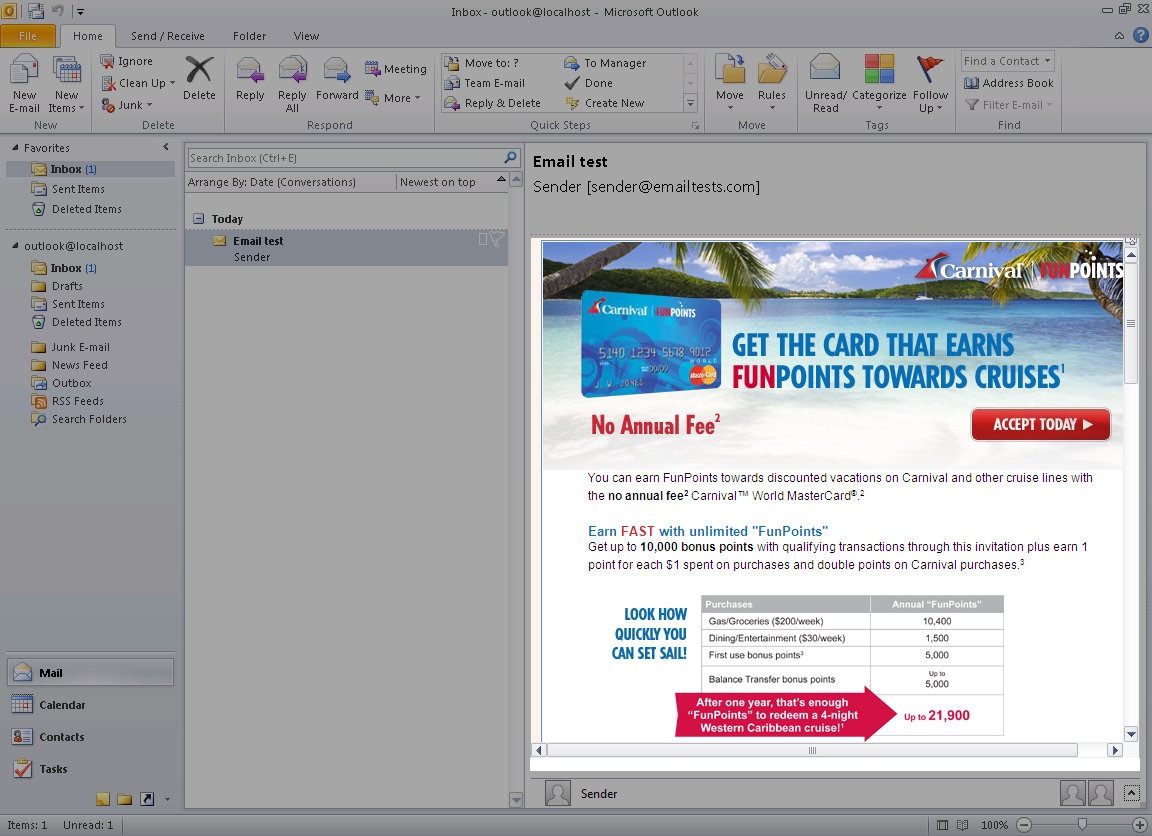 Inbox - outlook@localhost - Microsoft Outlook
File Home Send / Receive Folder View
New E-mail
New Items
New
Ignore
Clean Up
Junk
Delete
Delete
Reply
Reply All
Forward
Meeting
More
Respond
Move to: ?
Team E-mail
Reply & Delete
To Manager
Done
Create New
Quick Steps
Move
Rules
Move
Unread/ Read
Categorize
Follow Up
Tags
Find a Contact
Address Book
Filter E-mail
Find
Favorites
Inbox (1)
Sent Items
Deleted Items
outlook@localhost
Inbox (1)
Drafts
Sent Items
Deleted Items
Junk E-mail
News Feed
Outbox
RSS Feeds
Search Folders
Mail
Calendar
Contacts
Tasks
Search Inbox (Ctrl+E)
Arrange By: Date (Conversations) Newest on top
Today
Email test
Sender
Email test
Sender [sender@emailtests.com]
Carnival FUNPOINTS
Carnival | FUNPOINTS
5140 1234 5678 9012
WORLD
00/00
J. W. JONES
MasterCard
GET THE CARD THAT EARNS
FUNPOINTS TOWARDS CRUISES1
No Annual Fee2
ACCEPT TODAY ▶
You can earn FunPoints towards discounted vacations on Carnival and other cruise lines with
the no annual fee2 Carnival™ World MasterCard®.2
Earn FAST with unlimited "FunPoints"
Get up to 10,000 bonus points with qualifying transactions through this invitation plus earn 1
point for each $1 spent on purchases and double points on Carnival purchases.3
LOOK HOW
QUICKLY YOU
CAN SET SAIL!
Purchases Annual “FunPoints”
Gas/Groceries ($200/week) 10,400
Dining/Entertainment ($30/week) 1,500
First use bonus points3 5,000
Balance Transfer bonus points Up to 5,000
After one year, that's enough
“FunPoints” to redeem a 4-night
Western Caribbean cruise!1
Up to 21,900
Sender
Items: 1 Unread: 1
100%